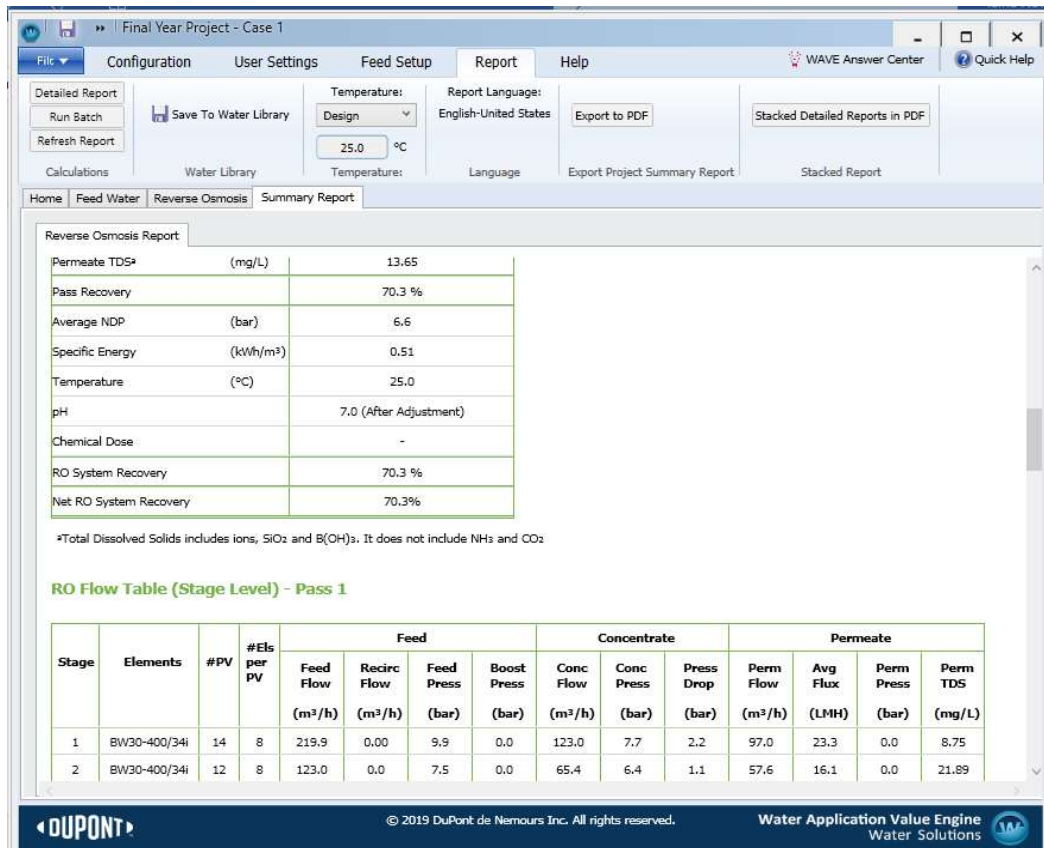 Final Year Project - Case 1
File Configuration User Settings Feed Setup Report Help WAVE Answer Center Quick Help
Detailed Report
Run Batch
Refresh Report
Calculations
Save To Water Library
Water Library
Temperature:
Design
25.0 °C
Temperature:
Report Language:
English-United States
Language
Export to PDF
Export Project Summary Report
Stacked Detailed Reports in PDF
Stacked Report
Home Feed Water Reverse Osmosis Summary Report
Reverse Osmosis Report
Permeate TDSᵃ (mg/L) 13.65
Pass Recovery 70.3 %
Average NDP (bar) 6.6
Specific Energy (kWh/m³) 0.51
Temperature (°C) 25.0
pH 7.0 (After Adjustment)
Chemical Dose -
RO System Recovery 70.3 %
Net RO System Recovery 70.3%
ᵃTotal Dissolved Solids includes ions, SiO₂ and B(OH)₃. It does not include NH₃ and CO₂
RO Flow Table (Stage Level) - Pass 1
Stage Elements #PV #Els per PV Feed Concentrate Permeate
Feed Flow Recirc Flow Feed Press Boost Press Conc Flow Conc Press Press Drop Perm Flow Avg Flux Perm Press Perm TDS
(m³/h) (m³/h) (bar) (bar) (m³/h) (bar) (bar) (m³/h) (LMH) (bar) (mg/L)
1 BW30-400/34i 14 8 219.9 0.00 9.9 0.0 123.0 7.7 2.2 97.0 23.3 0.0 8.75
2 BW30-400/34i 12 8 123.0 0.0 7.5 0.0 65.4 6.4 1.1 57.6 16.1 0.0 21.89
DUPONT
© 2019 DuPont de Nemours Inc. All rights reserved.
Water Application Value Engine
Water Solutions